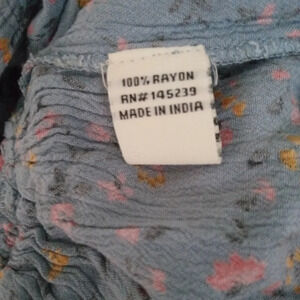 100% RAYON
RN# 145239
MADE IN INDIA